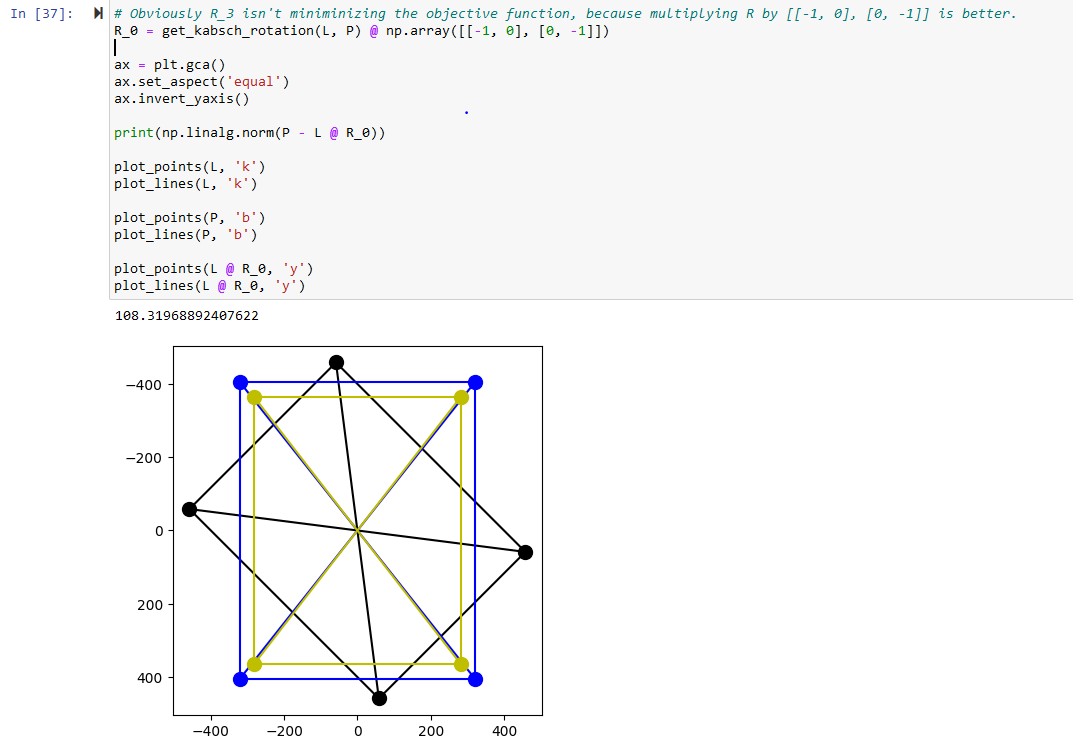 In [37]:
# Obviously R_3 isn't miniminizing the objective function, because multiplying R by [[-1, 0], [0, -1]] is better.
R_0 = get_kabsch_rotation(L, P) @ np.array([[-1, 0], [0, -1]])
ax = plt.gca()
ax.set_aspect('equal')
ax.invert_yaxis()
print(np.linalg.norm(P - L @ R_0))
plot_points(L, 'k')
plot_lines(L, 'k')
plot_points(P, 'b')
plot_lines(P, 'b')
plot_points(L @ R_0, 'y')
plot_lines(L @ R_0, 'y')
108.31968892407622
−400
−200
0
200
400
−400 −200 0 200 400